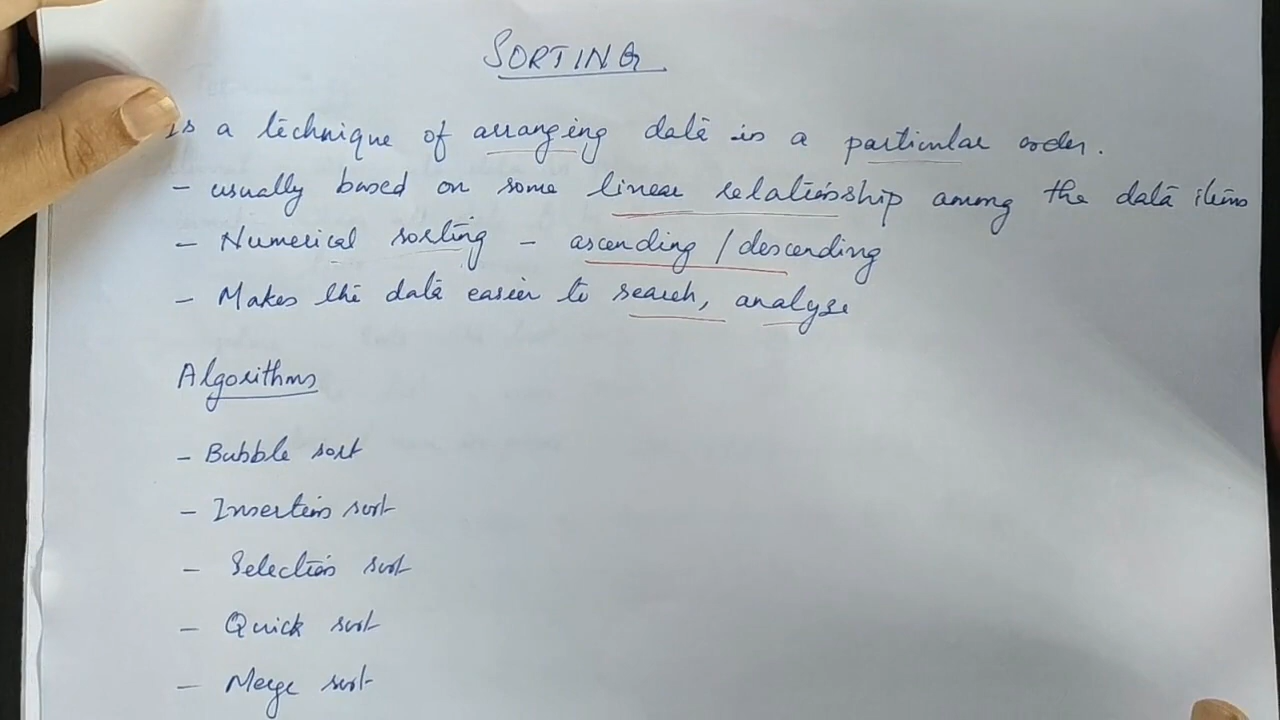 SORTING
Is a technique of arranging data in a particular order.
- usually based on some linear relationship among the data items
- Numerical sorting - ascending / descending
- Makes the data easier to search, analyze
Algorithms
- Bubble sort
- Insertion sort
- Selection sort
- Quick sort
- Merge sort